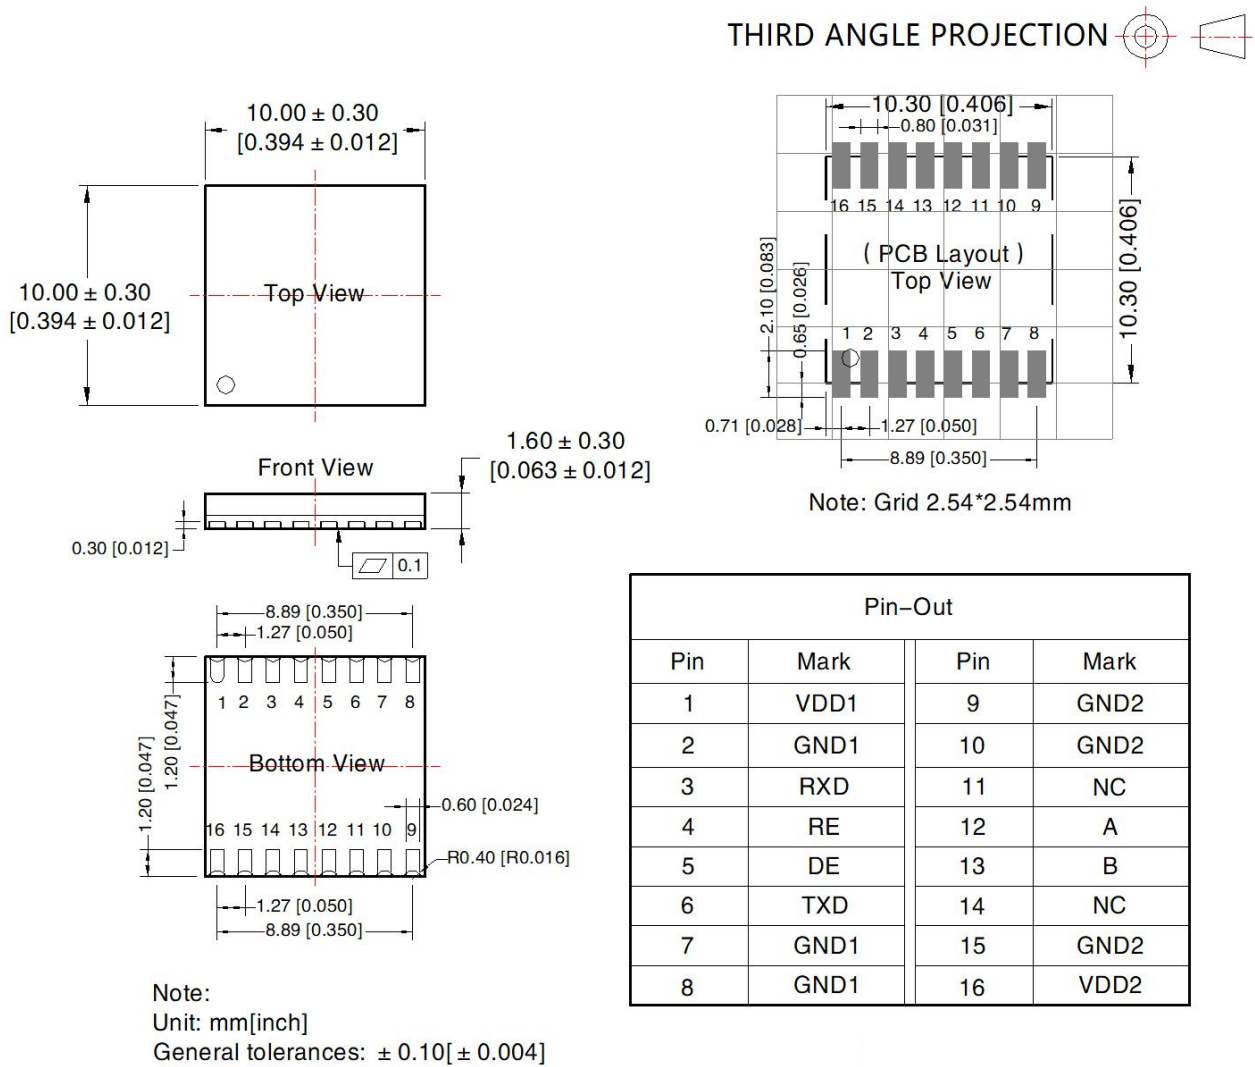 THIRD ANGLE PROJECTION
10.00 ± 0.30
[0.394 ± 0.012]
10.00 ± 0.30
[0.394 ± 0.012]
Top View
10.30 [0.406]
0.80 [0.031]
16 15 14 13 12 11 10 9
( PCB Layout )
Top View
10.30 [0.406]
2.10 [0.083]
0.65 [0.026]
1 2 3 4 5 6 7 8
0.71 [0.028]
1.27 [0.050]
8.89 [0.350]
Note: Grid 2.54*2.54mm
Front View
1.60 ± 0.30
[0.063 ± 0.012]
0.30 [0.012]
0.1
8.89 [0.350]
1.27 [0.050]
1 2 3 4 5 6 7 8
1.20 [0.047]
1.20 [0.047]
Bottom View
0.60 [0.024]
16 15 14 13 12 11 10 9
R0.40 [R0.016]
1.27 [0.050]
8.89 [0.350]
Pin–Out
Pin Mark Pin Mark
1 VDD1 9 GND2
2 GND1 10 GND2
3 RXD 11 NC
4 RE 12 A
5 DE 13 B
6 TXD 14 NC
7 GND1 15 GND2
8 GND1 16 VDD2
Note:
Unit: mm[inch]
General tolerances: ± 0.10[ ± 0.004]